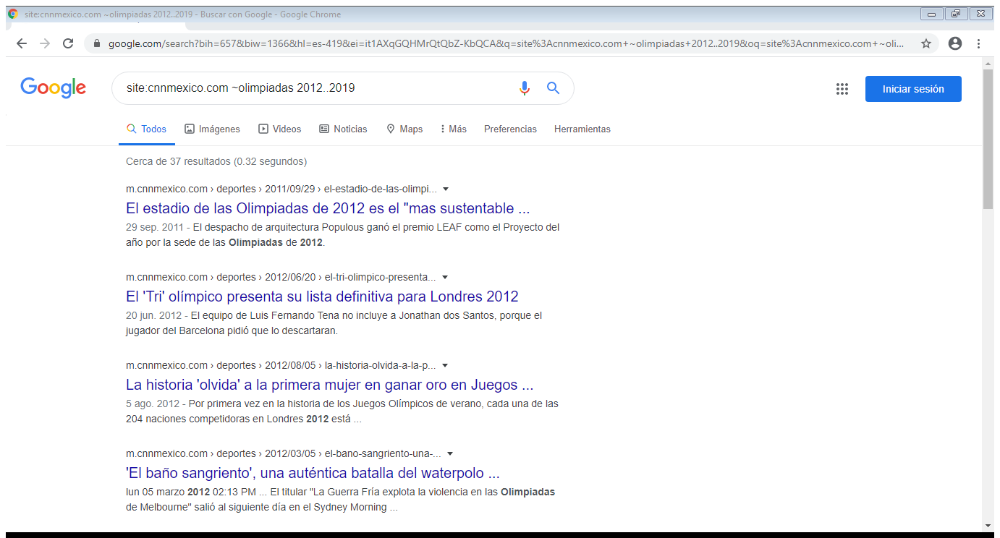 site:cnnmexico.com ~olimpiadas 2012..2019 - Buscar con Google - Google Chrome
google.com/search?bih=657&biw=1366&hl=es-419&ei=it1AXqGQHMrQtQbZ-KbQCA&q=site%3Acnnmexico.com+~olimpiadas+2012..2019&oq=site%3Acnnmexico.com+~oli...
Google
site:cnnmexico.com ~olimpiadas 2012..2019
Iniciar sesión
Todos Imágenes Videos Noticias Maps Más Preferencias Herramientas
Cerca de 37 resultados (0.32 segundos)
m.cnnmexico.com › deportes › 2011/09/29 › el-estadio-de-las-olimpi...
El estadio de las Olimpiadas de 2012 es el "mas sustentable ...
29 sep. 2011 - El despacho de arquitectura Populous ganó el premio LEAF como el Proyecto del
año por la sede de las Olimpiadas de 2012.
m.cnnmexico.com › deportes › 2012/06/20 › el-tri-olimpico-presenta...
El 'Tri' olímpico presenta su lista definitiva para Londres 2012
20 jun. 2012 - El equipo de Luis Fernando Tena no incluye a Jonathan dos Santos, porque el
jugador del Barcelona pidió que lo descartaran.
m.cnnmexico.com › deportes › 2012/08/05 › la-historia-olvida-a-la-p...
La historia 'olvida' a la primera mujer en ganar oro en Juegos ...
5 ago. 2012 - Por primera vez en la historia de los Juegos Olímpicos de verano, cada una de las
204 naciones competidoras en Londres 2012 está ...
m.cnnmexico.com › deportes › 2012/03/05 › el-bano-sangriento-una-...
'El baño sangriento', una auténtica batalla del waterpolo ...
lun 05 marzo 2012 02:13 PM ... El titular "La Guerra Fría explota la violencia en las Olimpiadas
de Melbourne" salió al siguiente día en el Sydney Morning ...